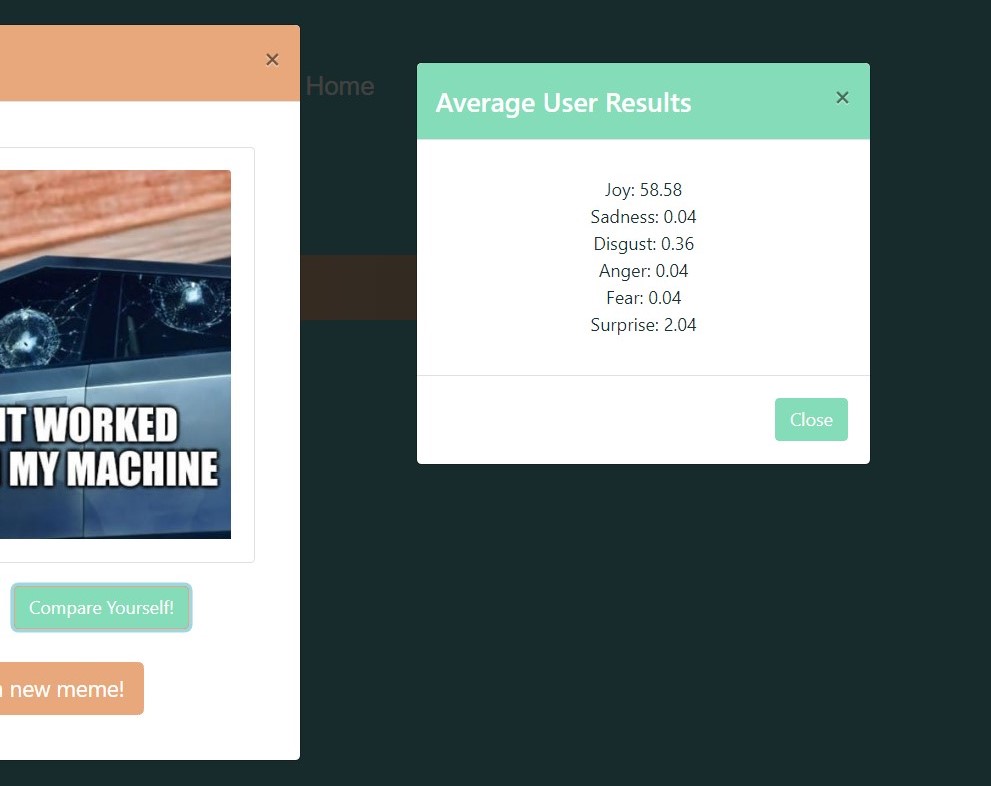 ×
Home
Average User Results
×
Joy: 58.58
Sadness: 0.04
Disgust: 0.36
Anger: 0.04
Fear: 0.04
Surprise: 2.04
Close
IT WORKED
MY MACHINE
Compare Yourself!
new meme!